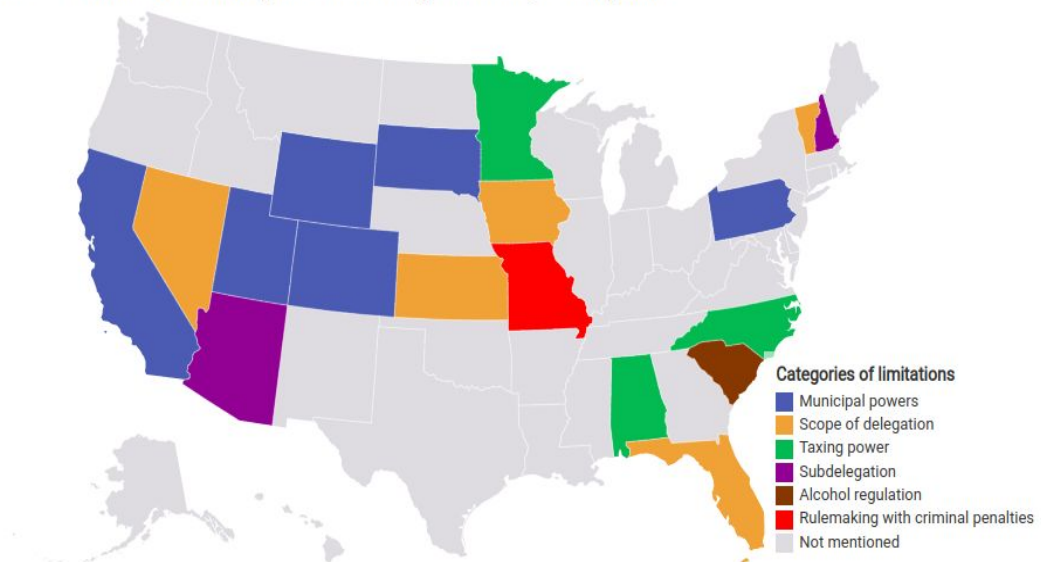 Categories of limitations
Municipal powers
Scope of delegation
Taxing power
Subdelegation
Alcohol regulation
Rulemaking with criminal penalties
Not mentioned